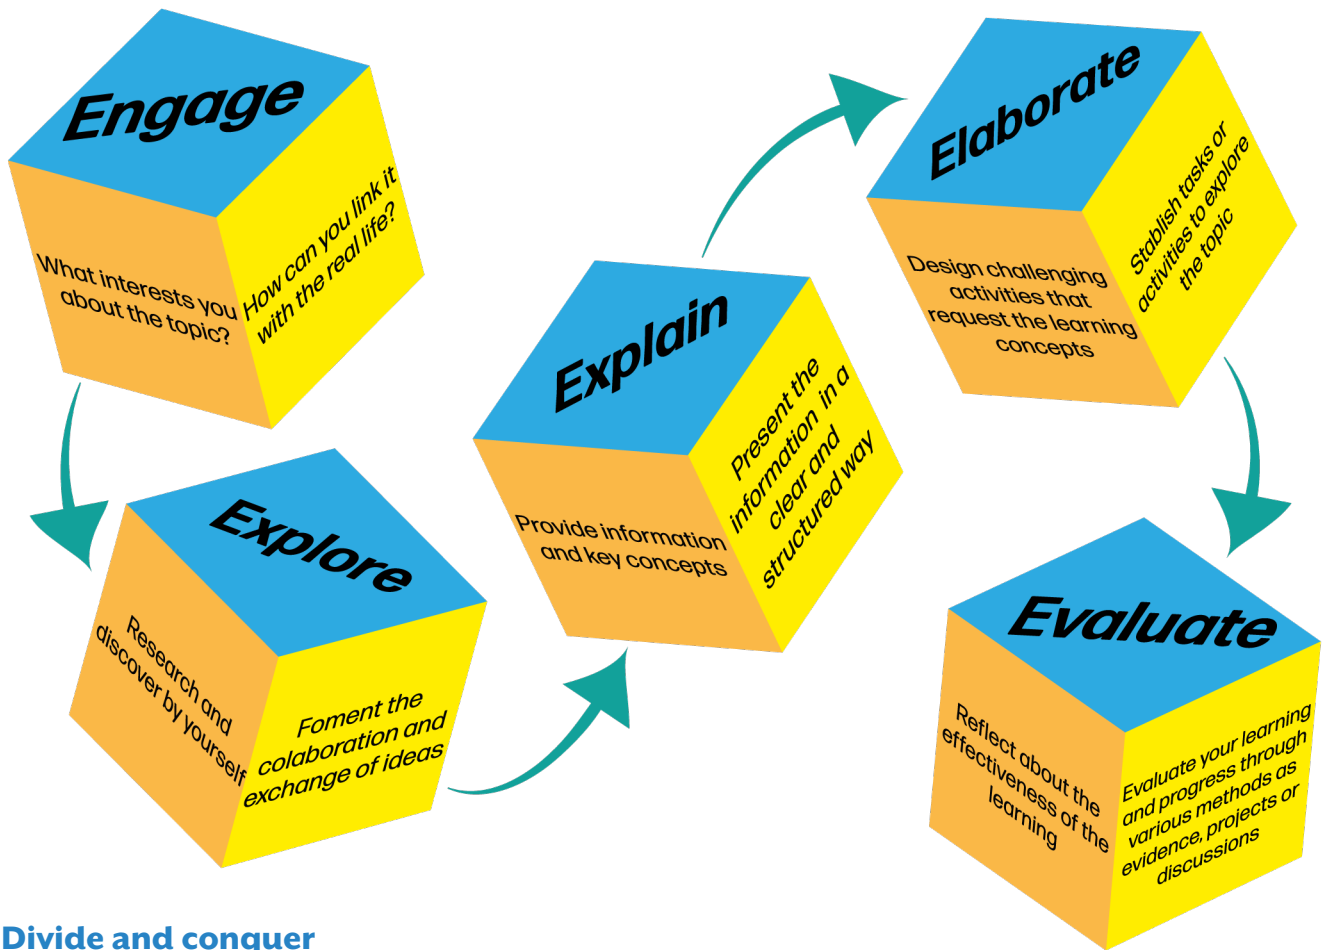 Engage
What interests you
about the topic?
How can you link it
with the real life?
Explore
Research and
discover by yourself
Foment the
colaboration and
exchange of ideas
Explain
Provide information
and key concepts
Present the
information in a
clear and
structured way
Elaborate
Design challenging
activities that
request the learning
concepts
Stablish tasks or
activities to explore
the topic
Evaluate
Reflect about the
effectiveness of the
learning
Evaluate your learning
and progress through
various methods as
evidence, projects or
discussions
Divide and conquer